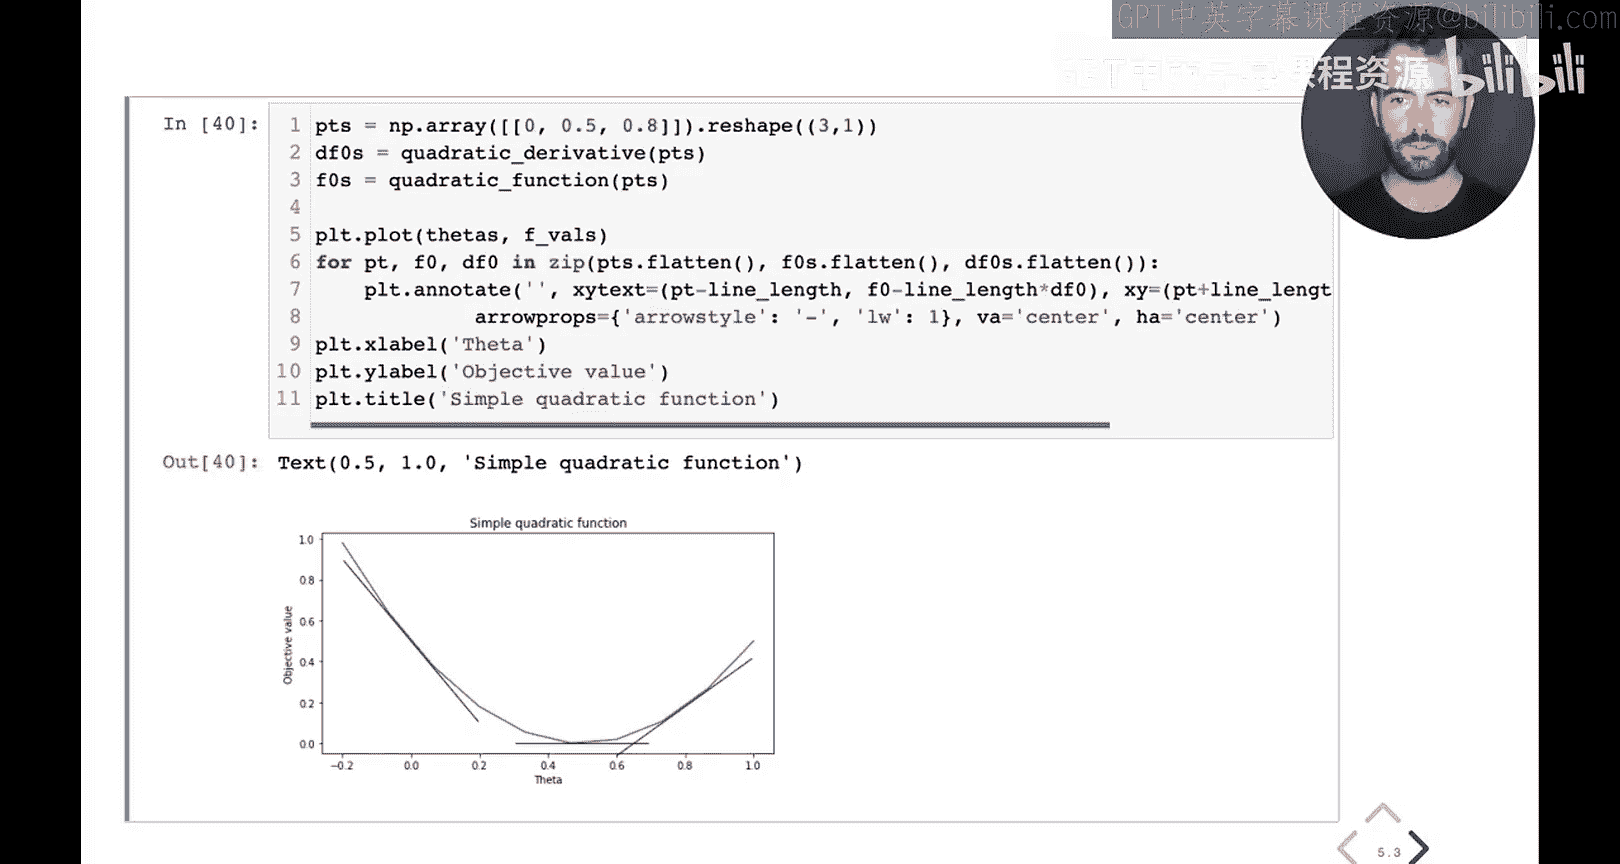 GPT中英字幕课程资源@bilibili.com
课程资源 bilibili
In [40]:
1 pts = np.array([[0, 0.5, 0.8]]).reshape((3,1))
2 df0s = quadratic_derivative(pts)
3 f0s = quadratic_function(pts)
4
5 plt.plot(thetas, f_vals)
6 for pt, f0, df0 in zip(pts.flatten(), f0s.flatten(), df0s.flatten()):
7     plt.annotate('', xytext=(pt-line_length, f0-line_length*df0), xy=(pt+line_lengt
8              arrowprops={'arrowstyle': '-', 'lw': 1}, va='center', ha='center')
9 plt.xlabel('Theta')
10 plt.ylabel('Objective value')
11 plt.title('Simple quadratic function')
Out[40]: Text(0.5, 1.0, 'Simple quadratic function')
Simple quadratic function
Objective value
1.0
0.8
0.6
0.4
0.2
0.0
−0.2 0.0 0.2 0.4 0.6 0.8 1.0
Theta
5.3